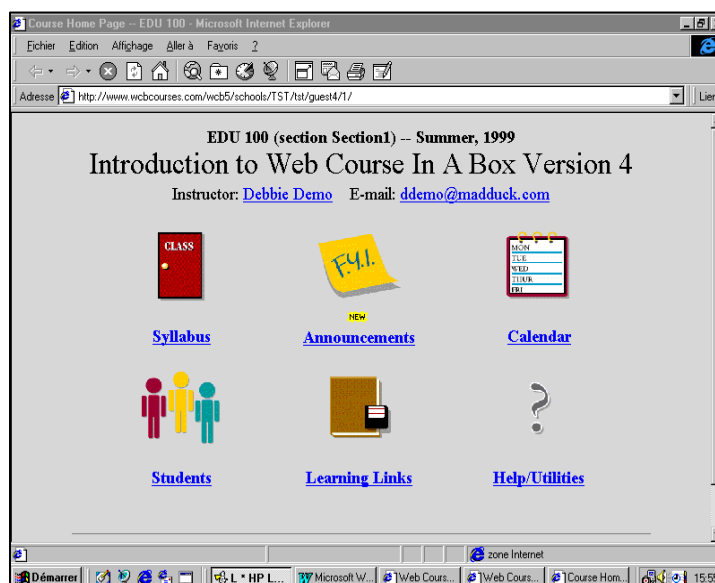 Course Home Page -- EDU 100 - Microsoft Internet Explorer
Fichier Edition Affichage Aller à Favoris ?
Adresse http://www.wcbcourses.com/wcb5/schools/TST/tst/guest4/1/ Lien
EDU 100 (section Section1) -- Summer, 1999
Introduction to Web Course In A Box Version 4
Instructor: Debbie Demo E-mail: ddemo@madduck.com
CLASS
F.Y.I.
MON
TUE
WED
THUR
FRI
NEW
Syllabus Announcements Calendar
Students Learning Links Help/Utilities
zone Internet
Démarrer L * HP L... Microsoft W... Web Cours... Web Cours... Course Hom...